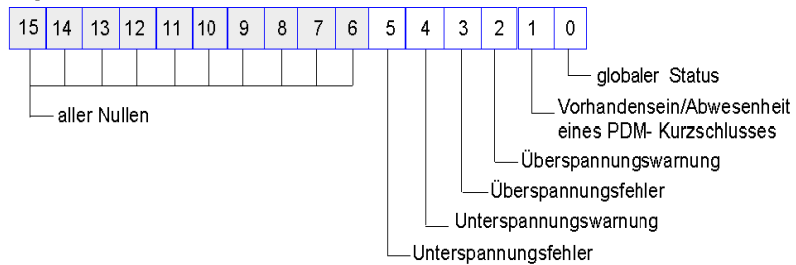 15 14 13 12 11 10 9 8 7 6 5 4 3 2 1 0
globaler Status
aller Nullen
Vorhandensein/Abwesenheit
eines PDM- Kurzschlusses
Überspannungswarnung
Überspannungsfehler
Unterspannungswarnung
Unterspannungsfehler